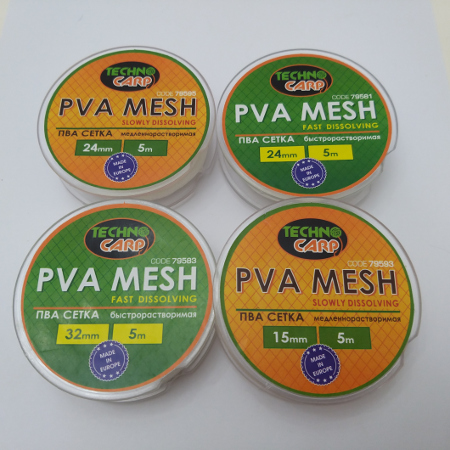 TECHNO
CARP
CODE 79595
PVA MESH
SLOWLY DISSOLVING
ПВА СЕТКА медленнорастворимая
24mm 5m
MADE IN EUROPE
TECHNO
CARP
CODE 79581
PVA MESH
FAST DISSOLVING
ПВА СЕТКА быстрорастворимая
24mm 5m
MADE IN EUROPE
TECHNO
CARP
CODE 79583
PVA MESH
FAST DISSOLVING
ПВА СЕТКА быстрорастворимая
32mm 5m
MADE IN EUROPE
TECHNO
CARP
CODE 79593
PVA MESH
SLOWLY DISSOLVING
ПВА СЕТКА медленнорастворимая
15mm 5m
MADE IN EUROPE